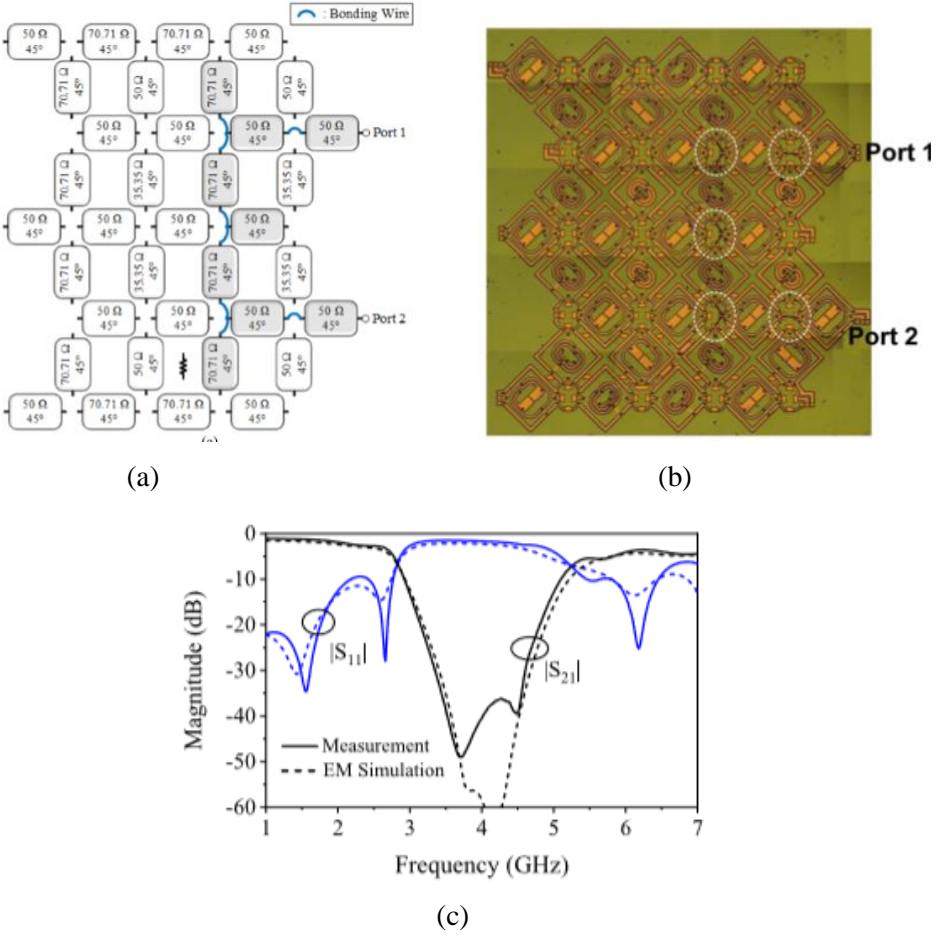 : Bonding Wire
50 Ω 45° 70.71 Ω 45° 70.71 Ω 45° 50 Ω 45°
70.71 Ω 45° 50 Ω 45° 70.71 Ω 45° 50 Ω 45°
50 Ω 45° 50 Ω 45° 50 Ω 45° 50 Ω 45° Port 1
70.71 Ω 45° 35.35 Ω 45° 70.71 Ω 45° 35.35 Ω 45°
50 Ω 45° 50 Ω 45° 50 Ω 45° 50 Ω 45°
70.71 Ω 45° 35.35 Ω 45° 70.71 45° 35.35 Ω 45°
50 Ω 45° 50 Ω 45° 50 Ω 45° 50 Ω 45° Port 2
70.71 Ω 45° 50 Ω 45° 70.71 Ω 45° 50 Ω 45°
50 Ω 45° 70.71 Ω 45° 70.71 Ω 45° 50 Ω 45°
Port 1
Port 2
(a)
(b)
0
-10
-20
-30
-40
-50
-60
Magnitude (dB)
|S11|
|S21|
Measurement
EM Simulation
1 2 3 4 5 6 7
Frequency (GHz)
(c)